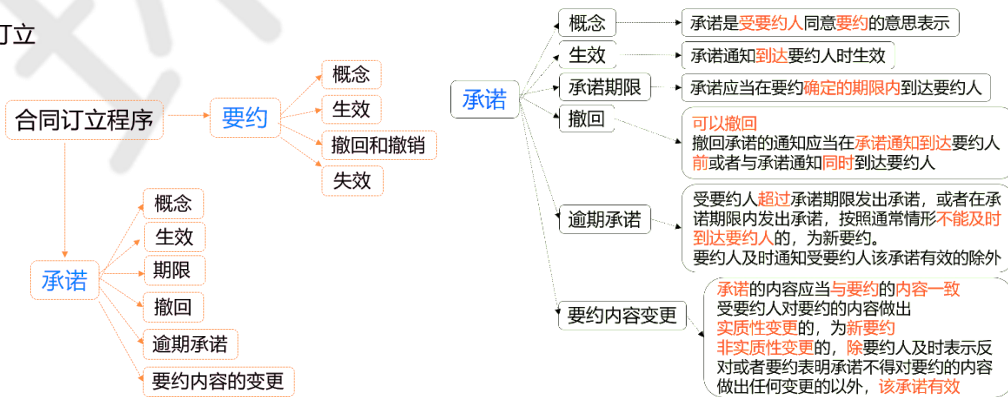 订立
合同订立程序
要约
概念
生效
撤回和撤销
失效
承诺
概念
生效
期限
撤回
逾期承诺
要约内容的变更
承诺
概念
承诺是受要约人同意要约的意思表示
生效
承诺通知到达要约人时生效
承诺期限
承诺应当在要约确定的期限内到达要约人
撤回
可以撤回
撤回承诺的通知应当在承诺通知到达要约人
前或者与承诺通知同时到达要约人
逾期承诺
受要约人超过承诺期限发出承诺，或者在承
诺期限内发出承诺，按照通常情形不能及时
到达要约人的，为新要约。
要约人及时通知受要约人该承诺有效的除外
要约内容变更
承诺的内容应当与要约的内容一致
受要约人对要约的内容做出
实质性变更的，为新要约
非实质性变更的，除要约人及时表示反
对或者要约表明承诺不得对要约的内容
做出任何变更的以外，该承诺有效